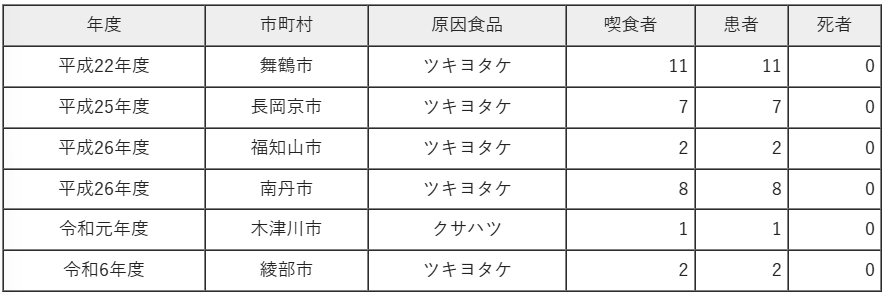 年度 市町村 原因食品 喫食者 患者 死者
平成22年度 舞鶴市 ツキヨタケ 11 11 0
平成25年度 長岡京市 ツキヨタケ 7 7 0
平成26年度 福知山市 ツキヨタケ 2 2 0
平成26年度 南丹市 ツキヨタケ 8 8 0
令和元年度 木津川市 クサハツ 1 1 0
令和6年度 綾部市 ツキヨタケ 2 2 0